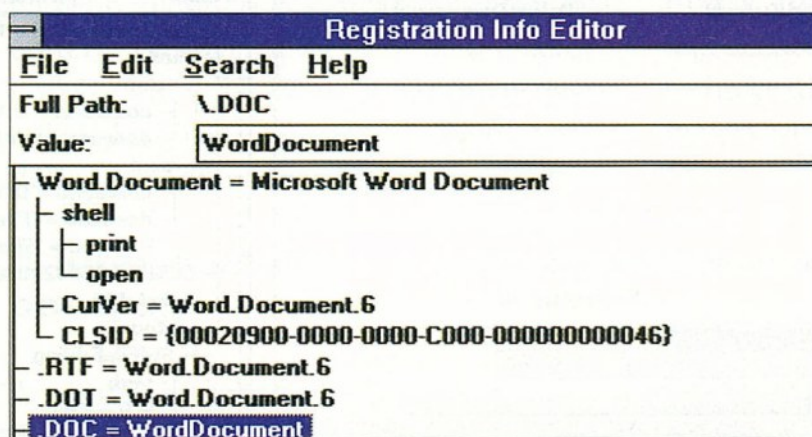 Registration Info Editor
File Edit Search Help
Full Path: \.DOC
Value: WordDocument
Word.Document = Microsoft Word Document
shell
print
open
CurVer = Word.Document.6
CLSID = {00020900-0000-0000-C000-000000000046}
.RTF = Word.Document.6
.DOT = Word.Document.6
.DOC = WordDocument